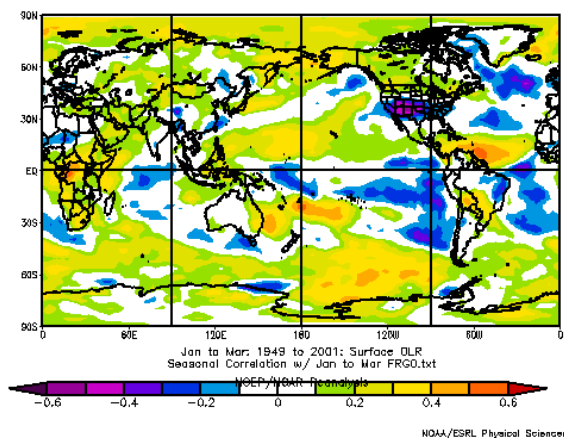 90N
60N
30N
EQ
30S
60S
90S
0 60E 120E 180 120W 60W 0
Jan to Mar: 1949 to 2001: Surface OLR
Seasonal Correlation w/ Jan to Mar FRGO.txt
NCEP/NCAR Reanalysis
-0.6 -0.4 -0.2 0 0.2 0.4 0.6
NOAA/ESRL Physical Science